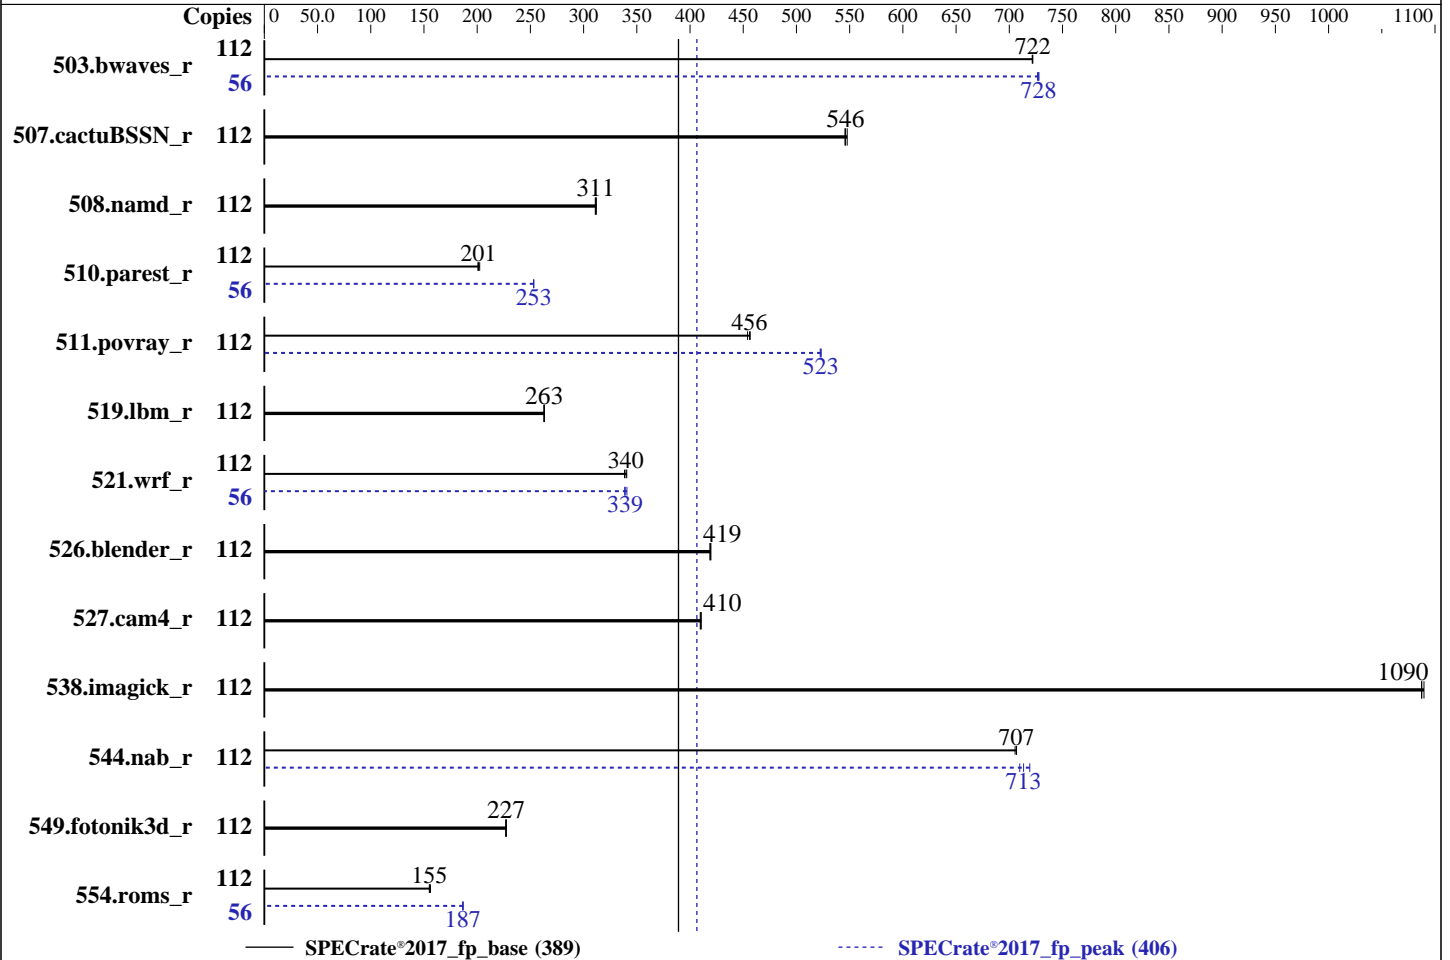 Copies 0 50.0 100 150 200 250 300 350 400 450 500 550 600 650 700 750 800 850 900 950 1000 1100
503.bwaves_r 112 722
56 728
507.cactuBSSN_r 112 546
508.namd_r 112 311
510.parest_r 112 201
56 253
511.povray_r 112 456
523
519.lbm_r 112 263
521.wrf_r 112 340
56 339
526.blender_r 112 419
527.cam4_r 112 410
538.imagick_r 112 1090
544.nab_r 112 707
713
549.fotonik3d_r 112 227
554.roms_r 112 155
56 187
SPECrate®2017_fp_base (389) SPECrate®2017_fp_peak (406)